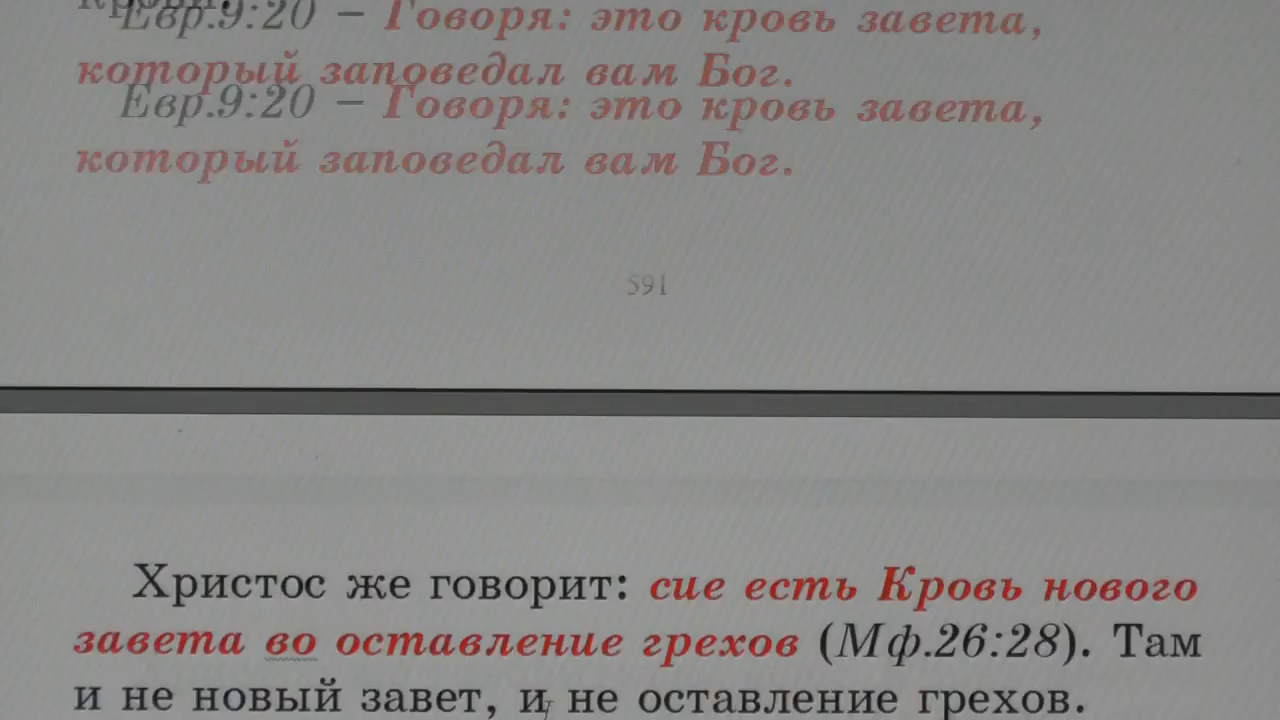 Евр.9:20 – Говоря: это кровь завета,
который заповедал вам Бог.
Евр.9:20 – Говоря: это кровь завета,
который заповедал вам Бог.
591
Христос же говорит: сие есть Кровь нового
завета во оставление грехов (Мф.26:28). Там
и не новый завет, и не оставление грехов.